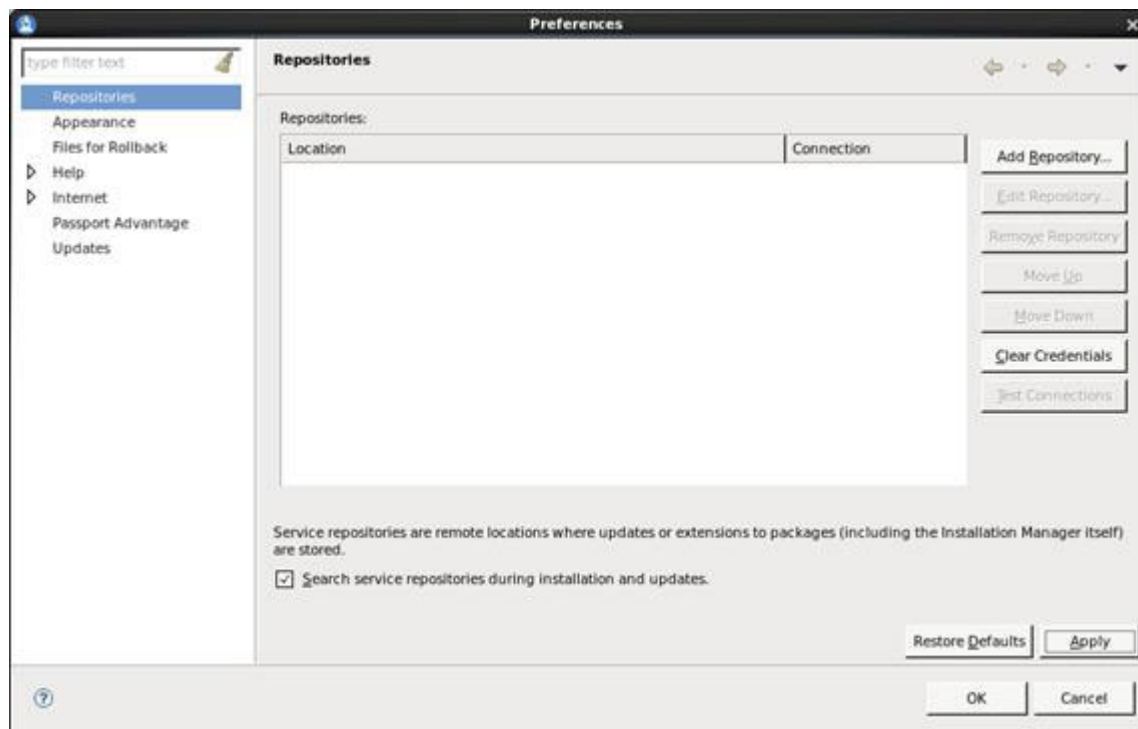 Preferences
type filter text
Repositories
Appearance
Files for Rollback
Help
Internet
Passport Advantage
Updates
Repositories
Repositories:
Location Connection
Add Repository...
Edit Repository...
Remove Repository
Move Up
Move Down
Clear Credentials
Test Connections
Service repositories are remote locations where updates or extensions to packages (including the Installation Manager itself)
are stored.
Search service repositories during installation and updates.
Restore Defaults Apply
OK Cancel